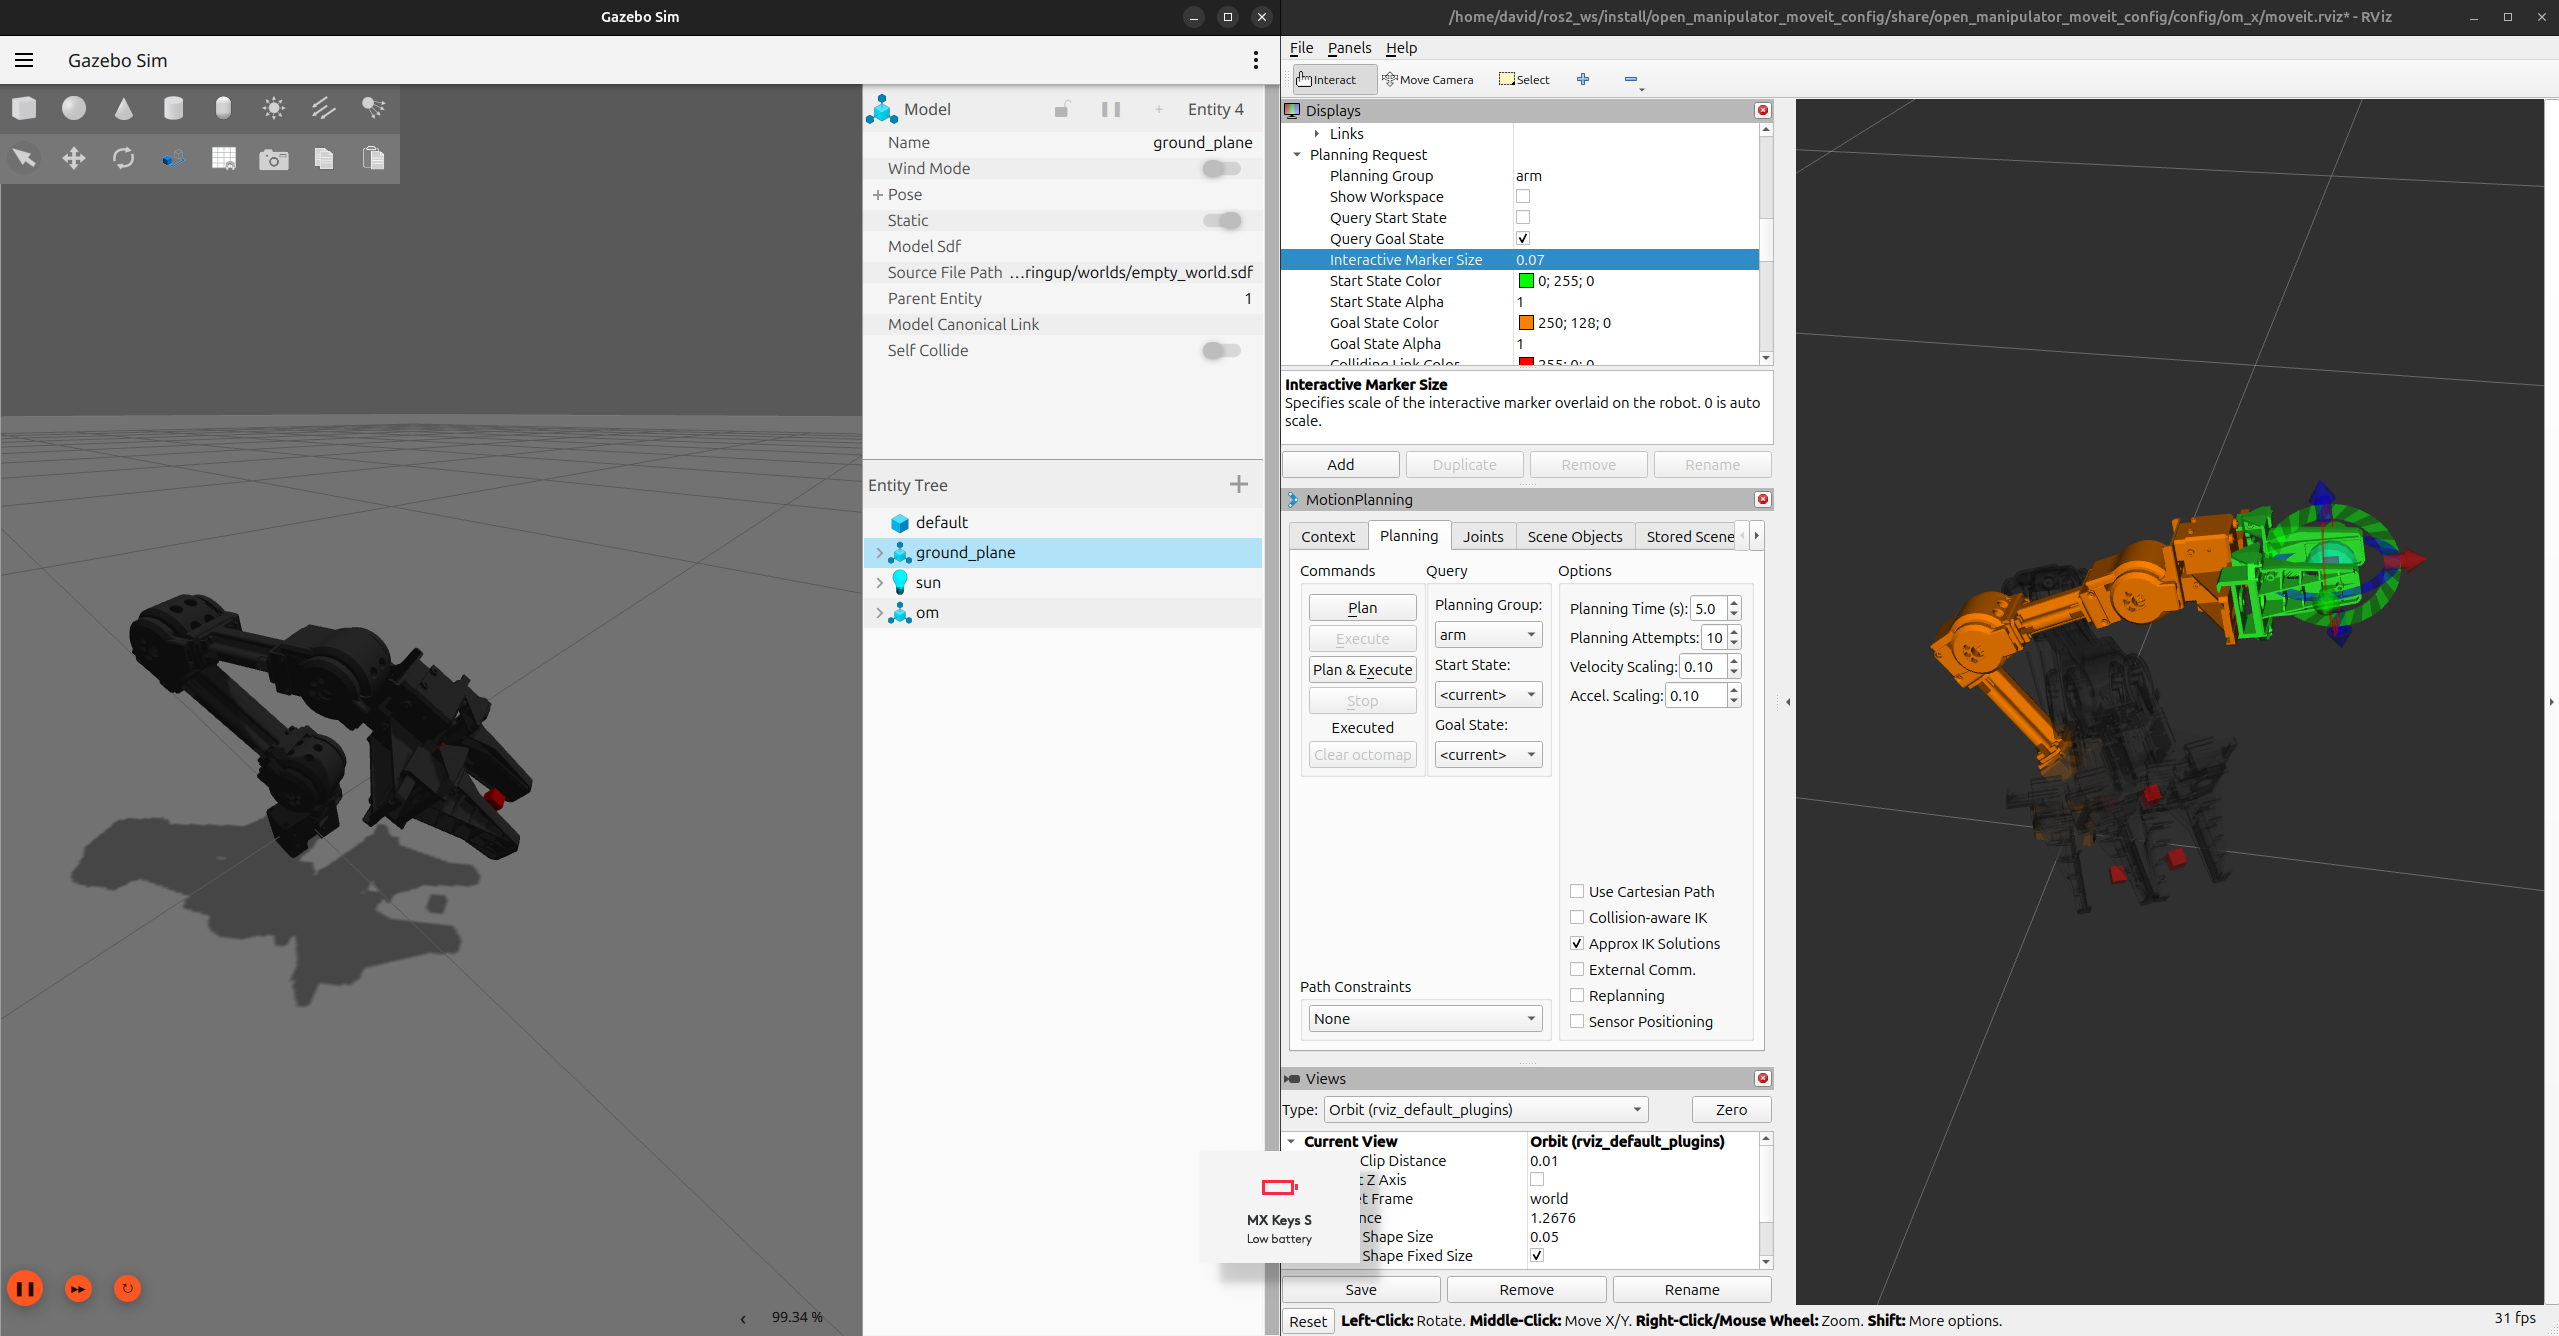 Gazebo Sim
Gazebo Sim
Model
Entity 4
Name ground_plane
Wind Mode
Pose
Static
Model Sdf
Source File Path ...ringup/worlds/empty_world.sdf
Parent Entity 1
Model Canonical Link
Self Collide
Entity Tree
default
ground_plane
sun
om
99.34 %
/home/david/ros2_ws/install/open_manipulator_moveit_config/share/open_manipulator_moveit_config/config/om_x/moveit.rviz* - RViz
File Panels Help
Interact Move Camera Select
Displays
Links
Planning Request
Planning Group arm
Show Workspace
Query Start State
Query Goal State
Interactive Marker Size 0.07
Start State Color 0; 255; 0
Start State Alpha 1
Goal State Color 250; 128; 0
Goal State Alpha 1
Colliding Link Color 255; 0; 0
Interactive Marker Size
Specifies scale of the interactive marker overlaid on the robot. 0 is auto
scale.
Add Duplicate Remove Rename
MotionPlanning
Context Planning Joints Scene Objects Stored Scene
Commands Query Options
Plan
Execute
Plan & Execute
Stop
Executed
Clear octomap
Planning Group:
arm
Start State:
<current>
Goal State:
<current>
Planning Time (s): 5.0
Planning Attempts: 10
Velocity Scaling: 0.10
Accel. Scaling: 0.10
Use Cartesian Path
Collision-aware IK
Approx IK Solutions
External Comm.
Replanning
Sensor Positioning
Path Constraints
None
Views
Type: Orbit (rviz_default_plugins) Zero
Current View Orbit (rviz_default_plugins)
Clip Distance 0.01
t Z Axis
et Frame world
nce 1.2676
Shape Size 0.05
Shape Fixed Size
MX Keys S
Low battery
Save Remove Rename
Reset Left-Click: Rotate. Middle-Click: Move X/Y. Right-Click/Mouse Wheel: Zoom. Shift: More options.
31 fps